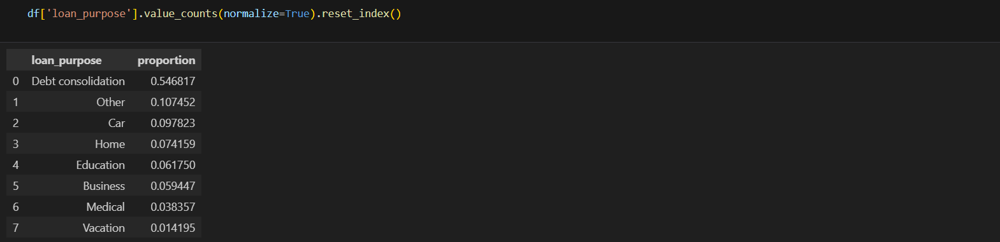 df['loan_purpose'].value_counts(normalize=True).reset_index()
loan_purpose proportion
0 Debt consolidation 0.546817
1 Other 0.107452
2 Car 0.097823
3 Home 0.074159
4 Education 0.061750
5 Business 0.059447
6 Medical 0.038357
7 Vacation 0.014195